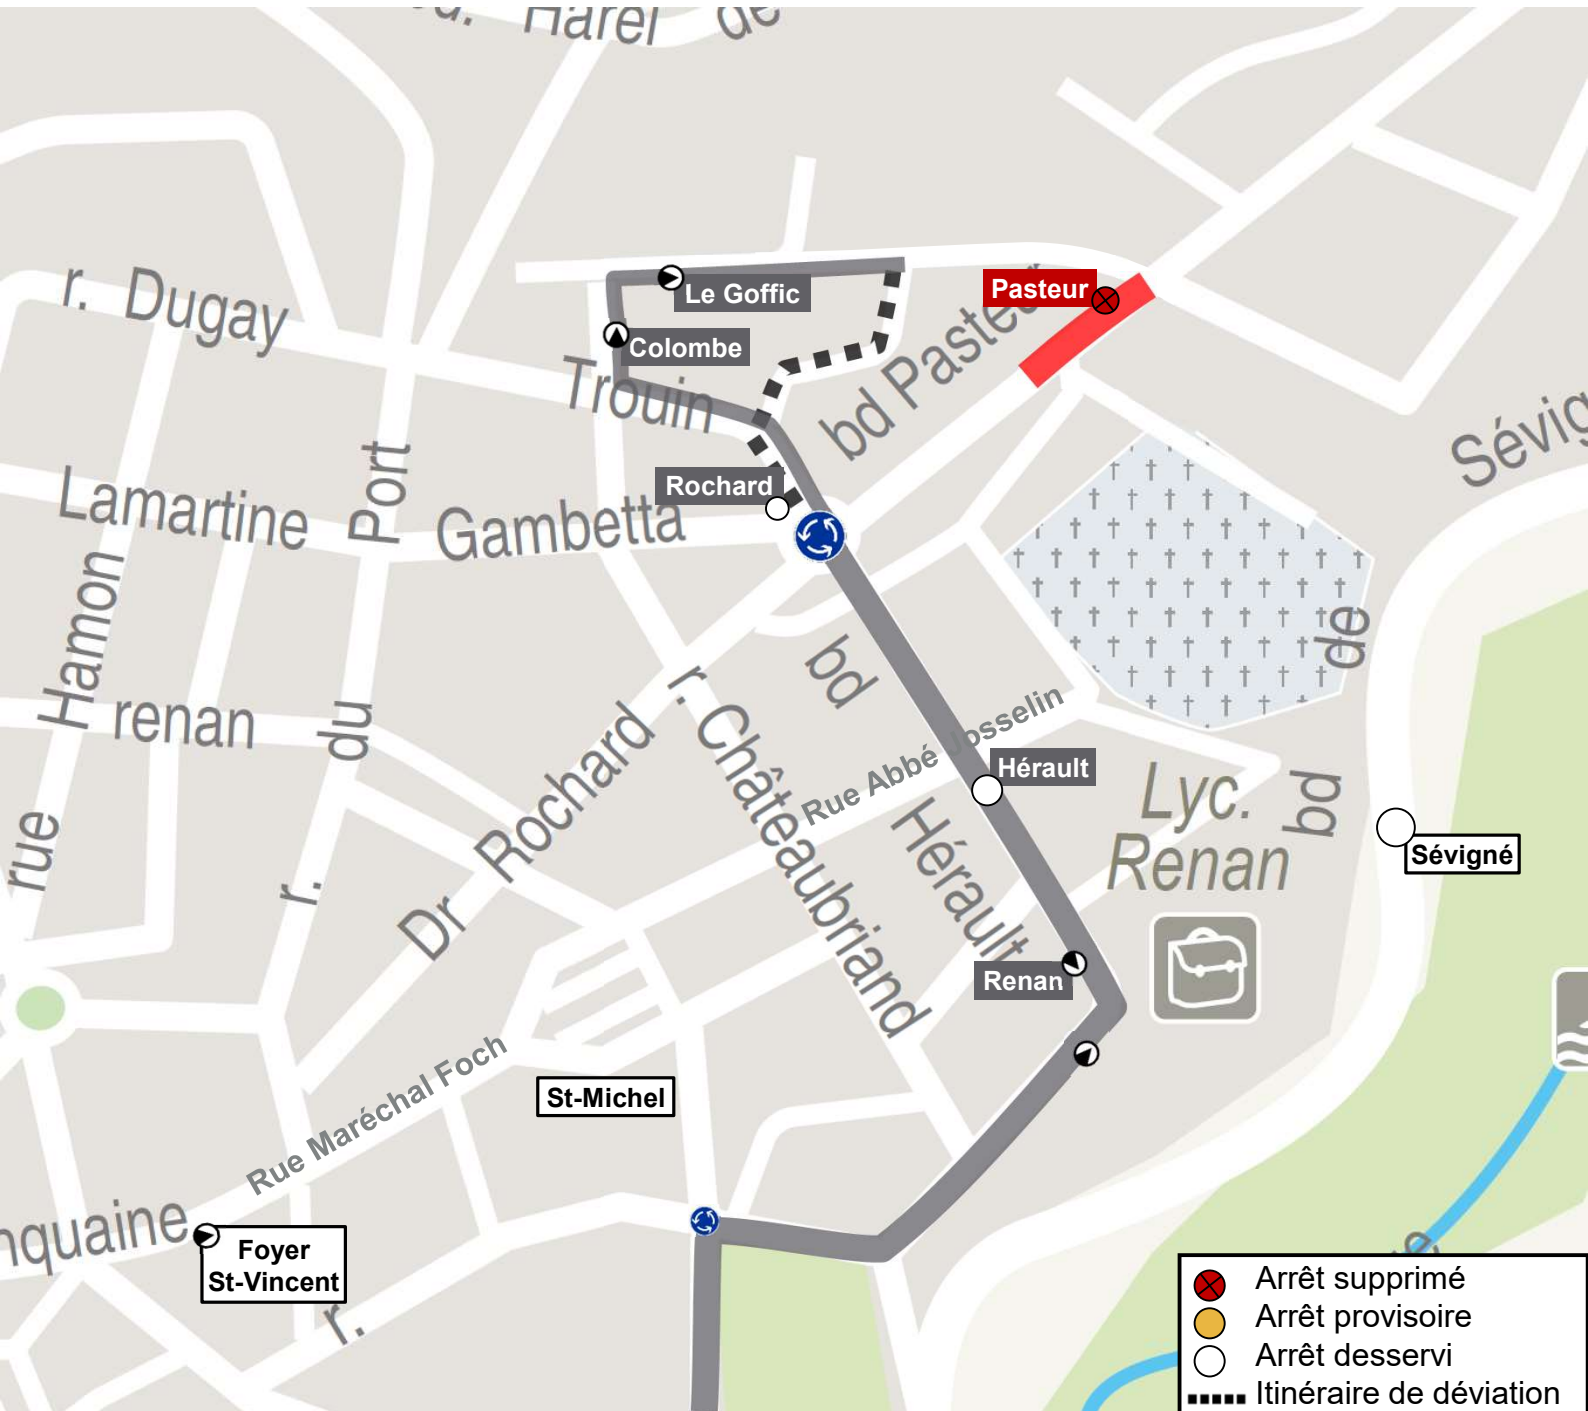 Harel de
r. Dugay
Trouin
Le Goffic
Colombe
bd Pasteur
Pasteur
Sévig
Rochard
Lamartine
Gambetta
r. du Port
rue Hamon
renan
Dr Rochard
r. Châteaubriand
bd Hérault
Rue Abbé Josselin
Hérault
Lyc.
Renan
bd de
Sévigné
Renan
Rue Maréchal Foch
St-Michel
nquaine
Foyer
St-Vincent
r.
Arrêt supprimé
Arrêt provisoire
Arrêt desservi
Itinéraire de déviation